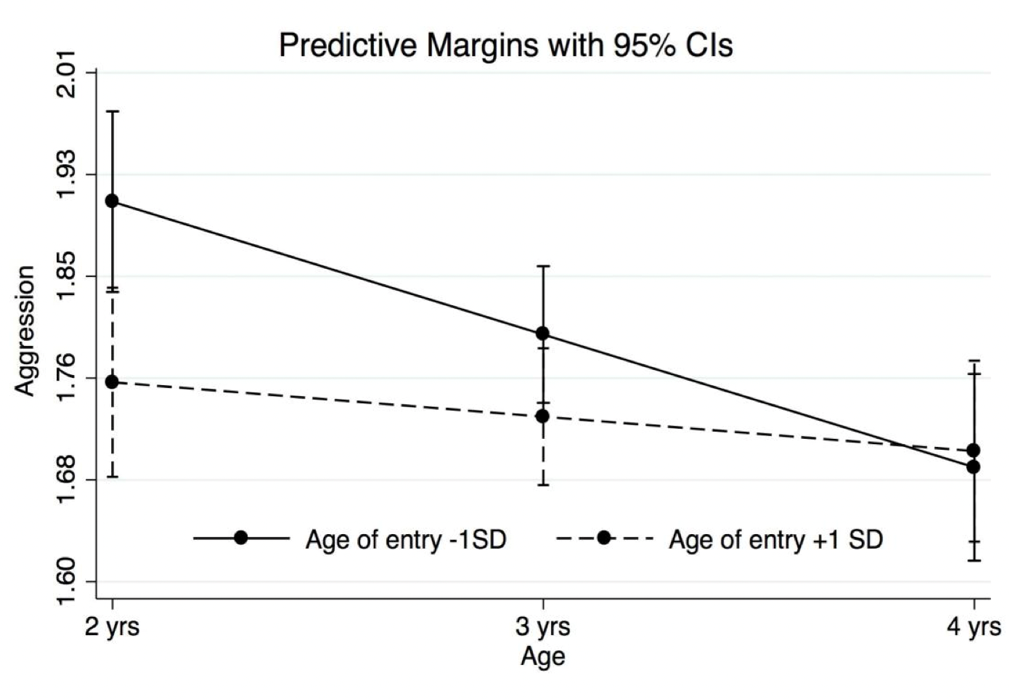 Predictive Margins with 95% CIs
2.01
1.93
1.85
1.76
1.68
1.60
Aggression
Age of entry -1SD
Age of entry +1 SD
2 yrs
3 yrs
4 yrs
Age